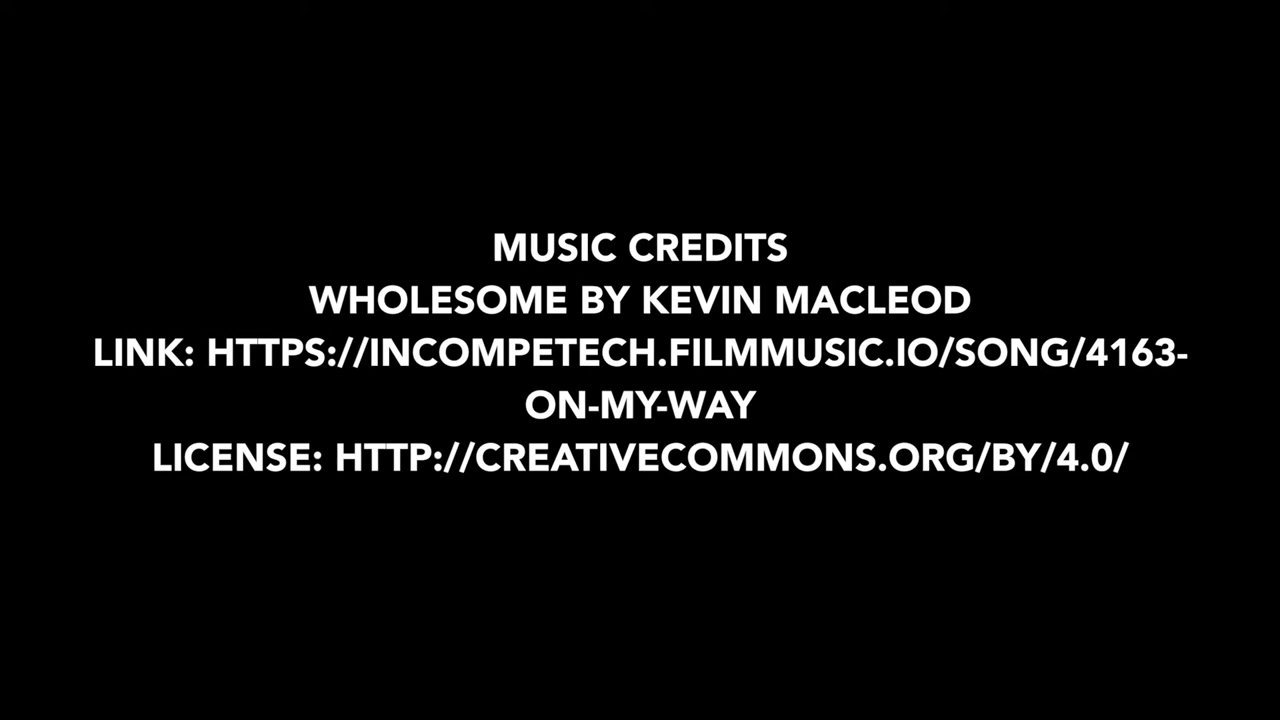 MUSIC CREDITS
WHOLESOME BY KEVIN MACLEOD
LINK: HTTPS://INCOMPETECH.FILMMUSIC.IO/SONG/4163-
ON-MY-WAY
LICENSE: HTTP://CREATIVECOMMONS.ORG/BY/4.0/